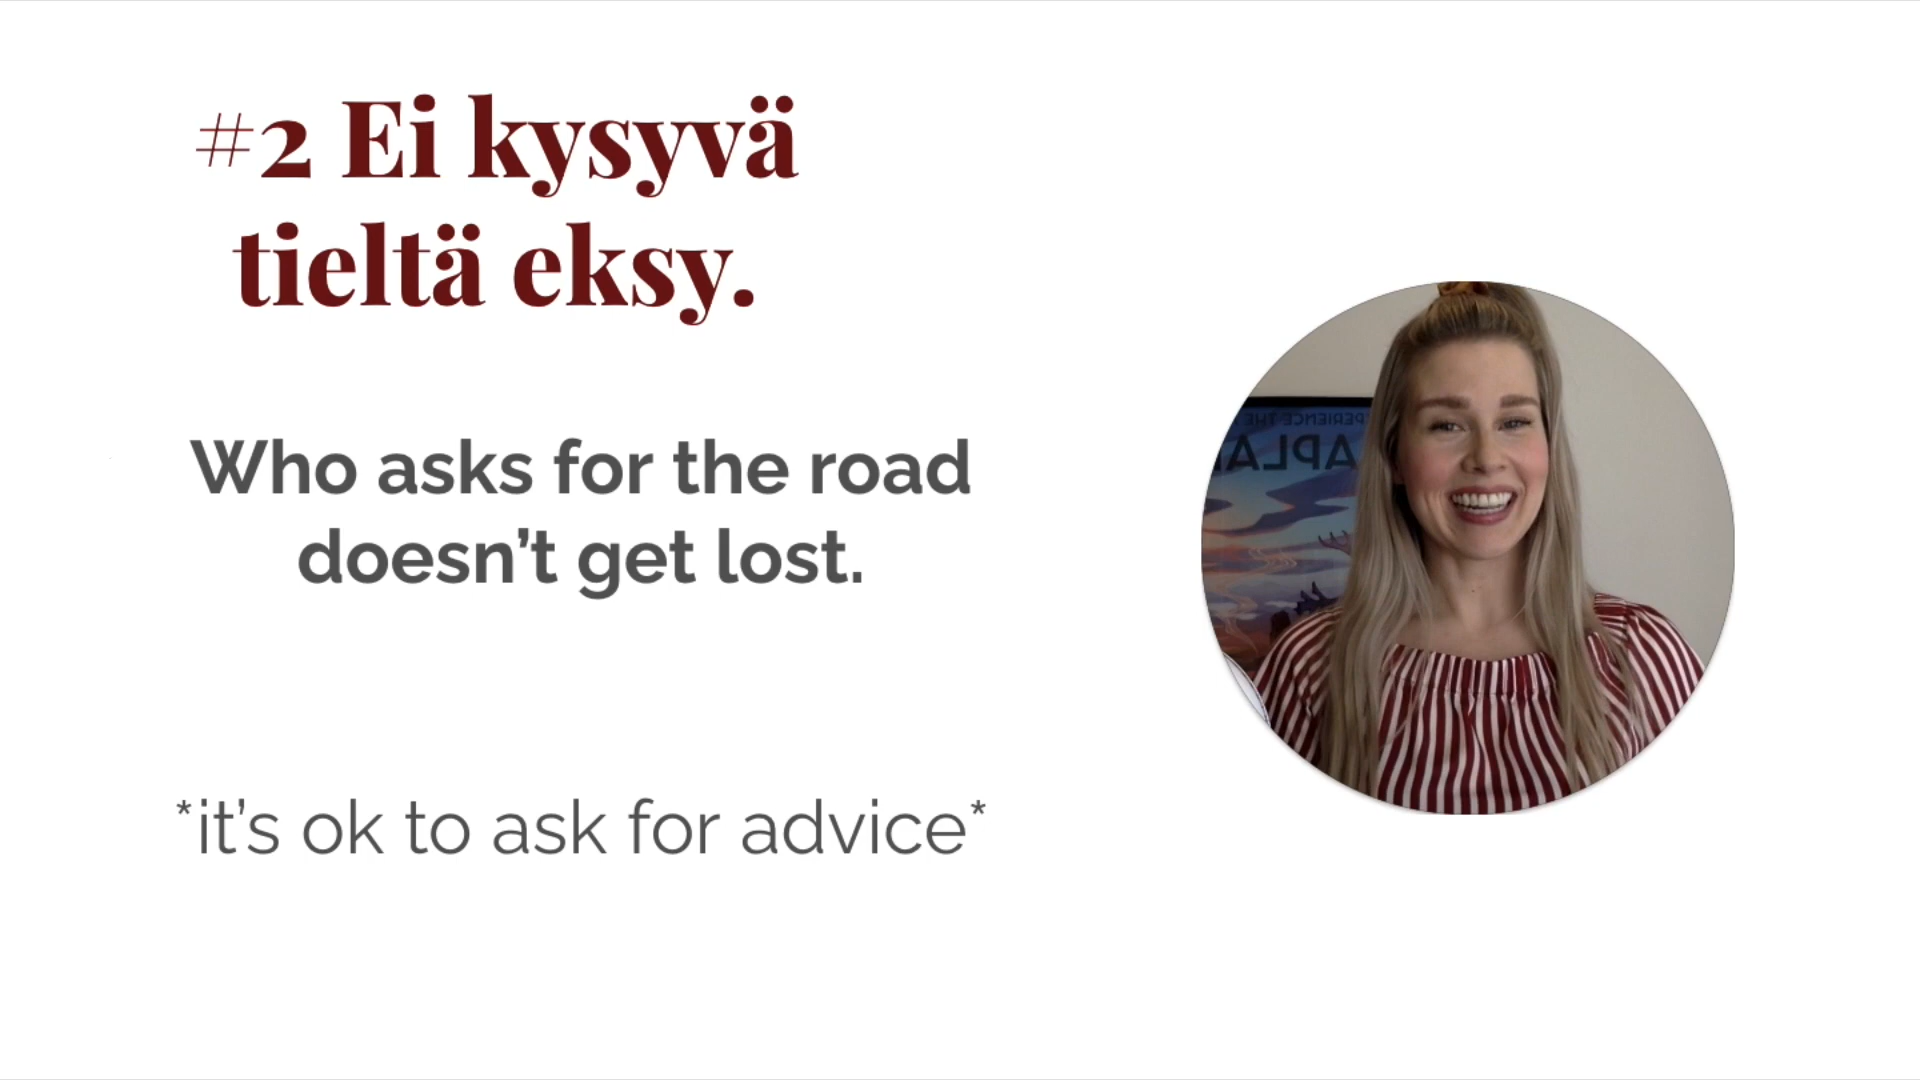 #2 Ei kysyvä
tieltä eksy.
Who asks for the road
doesn’t get lost.
*it’s ok to ask for advice*